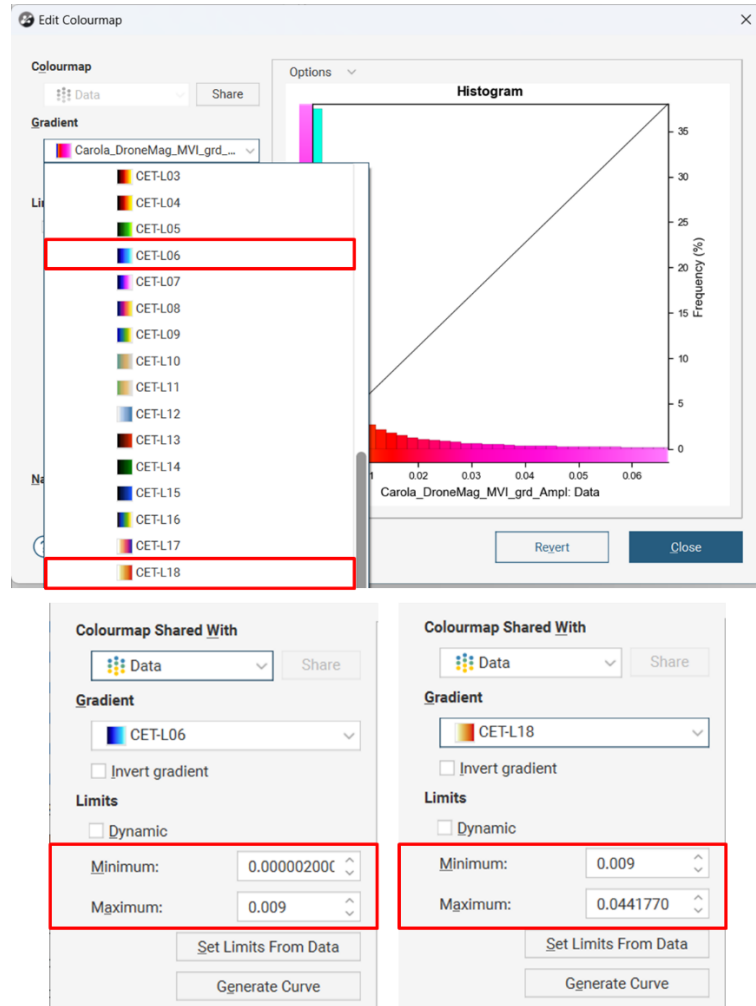 Edit Colourmap
Colourmap
Data
Share
Gradient
Carola_DroneMag_MVI_grd_...
CET-L03
CET-L04
CET-L05
CET-L06
CET-L07
CET-L08
CET-L09
CET-L10
CET-L11
CET-L12
CET-L13
CET-L14
CET-L15
CET-L16
CET-L17
CET-L18
Options
Histogram
35
30
25
20
15
10
5
0
Frequency (%)
0.02 0.03 0.04 0.05 0.06
Carola_DroneMag_MVI_grd_Ampl: Data
Revert
Close
Colourmap Shared With
Data
Share
Gradient
CET-L06
Invert gradient
Limits
Dynamic
Minimum: 0.00000200
Maximum: 0.009
Set Limits From Data
Generate Curve
Colourmap Shared With
Data
Share
Gradient
CET-L18
Invert gradient
Limits
Dynamic
Minimum: 0.009
Maximum: 0.0441770
Set Limits From Data
Generate Curve